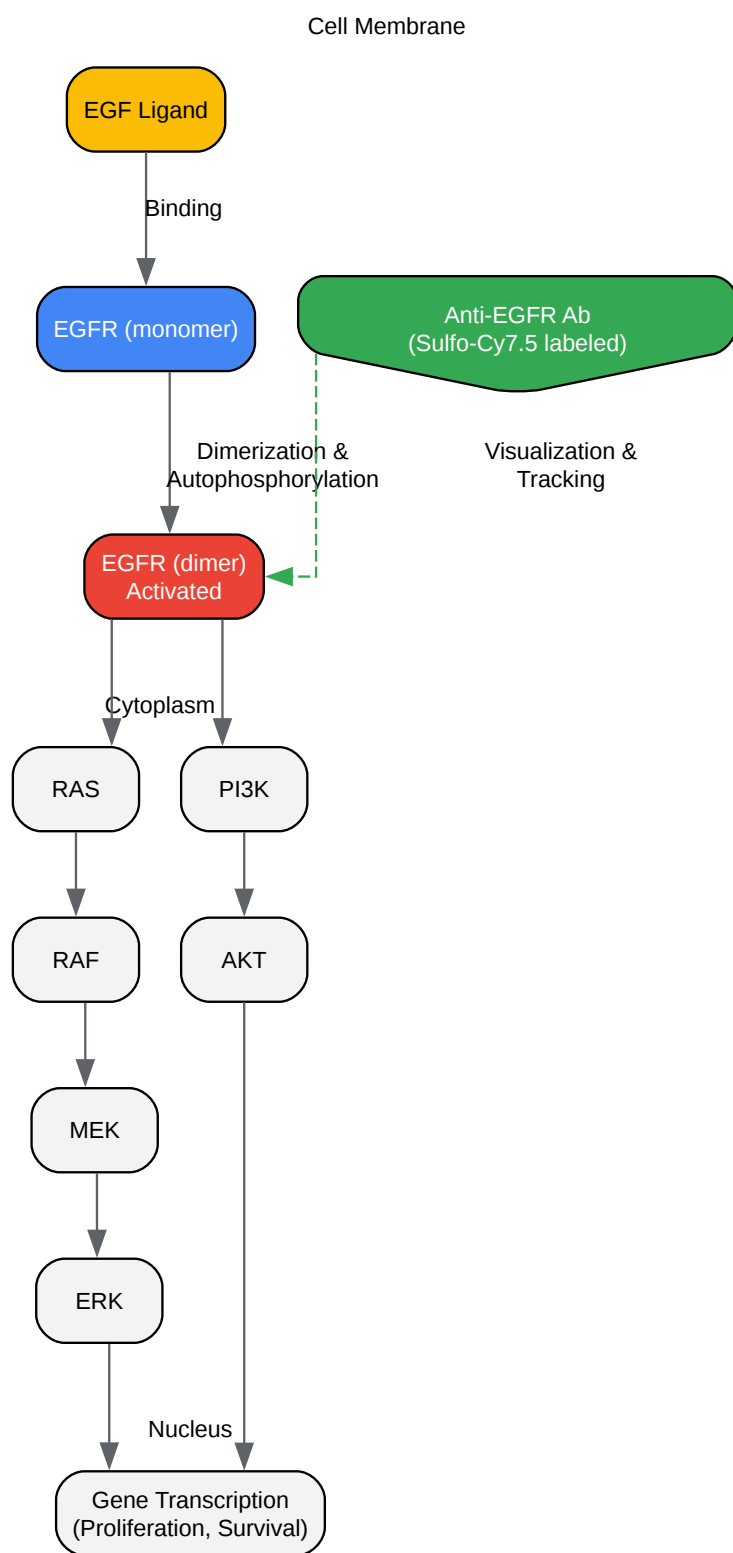 Cell Membrane
EGF Ligand
Binding
EGFR (monomer)
Anti-EGFR Ab
(Sulfo-Cy7.5 labeled)
Dimerization &
Autophosphorylation
Visualization &
Tracking
EGFR (dimer)
Activated
Cytoplasm
RAS
PI3K
RAF
AKT
MEK
ERK
Nucleus
Gene Transcription
(Proliferation, Survival)